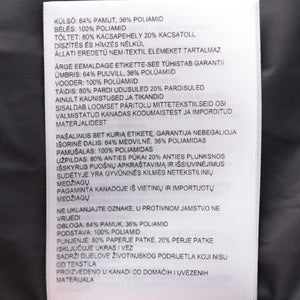 KÜLSŐ: 64% PAMUT, 36% POLIAMID
BÉLÉS: 100% POLIAMID
TÖLTET: 80% KACSAPEHELY 20% KACSATOLL
DÍSZÍTÉS ÉS HÍMZÉS NÉLKÜL
ÁLLATI EREDETŰ NEM-TEXTIL ELEMEKET TARTALMAZ
ÄRGE EEMALDAGE ETIKETTI-SEE TÜHISTAB GARANTII
ÜMBRIS: 64% PUUVILL, 36% POLÜAMIID
VOODER: 100% POLÜAMIID
TÄIDIS: 80% PARDI UDUSULED 20% PARDISULED
AINULT KAUNISTUSED JA TIKANDID
SISALDAB LOOMSET PÄRITOLU MITTETEKSTIILSEID OSI
VALMISTATUD KANADAS KODUMAISTEST JA IMPORDITUD
MATERJALIDEST
PAŠALINUS BET KURIĄ ETIKETĘ, GARANTIJA NEBEGALIOJA
IŠORINĖ DALIS: 64% MEDVILNĖ, 36% POLIAMIDAS
PAMUŠALAS: 100% POLIAMIDAS
UŽPILDAS: 80% ANTIES PŪKAI 20% ANTIES PLUNKSNOS
IŠSKYRUS PUOŠNŲ APKRAŠTAVIMĄ IR IŠSIUVINĖJIMUS
SUDĖTYJE YRA GYVŪNINĖS KILMĖS NETEKSTILINIŲ
MEDŽIAGŲ
PAGAMINTA KANADOJE IŠ VIETINIŲ IR IMPORTUOTŲ
MEDŽIAGŲ
NE UKLANJAJTE OZNAKE, U PROTIVNOM JAMSTVO NE
VRIJEDI
OBLOGA: 64% PAMUK, 36% POLIAMID
PODSTAVA: 100% POLIAMID
PUNJENJE: 80% PAPERJE PATKE, 20% PERJE PATKE
ISKLJUČUJE UKRAS I VEZ
SADRŽI DIJELOVE ŽIVOTINJSKOG PODRIJETLA KOJI NISU
OD TEKSTILA
PROIZVEDENO U KANADI OD DOMAĆIH I UVEZENIH
MATERIJALA